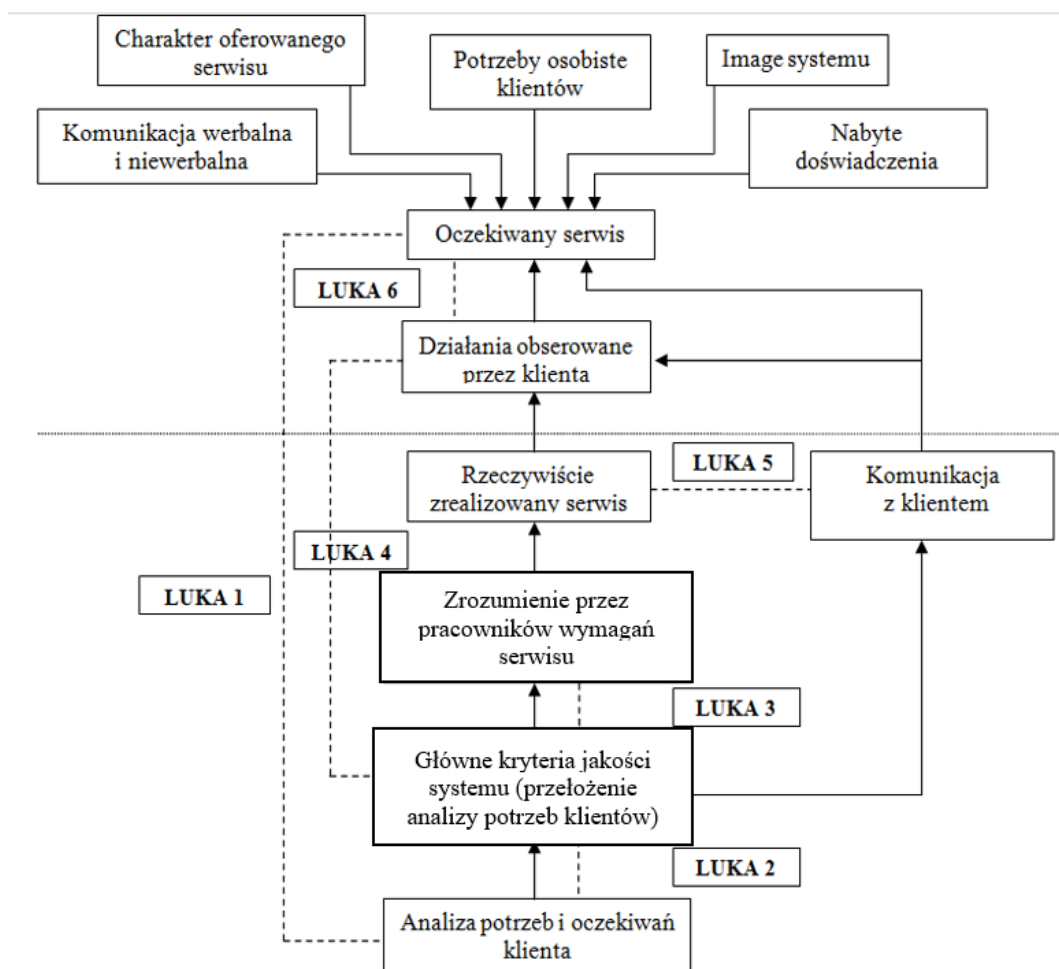 Charakter oferowanego
serwisu
Potrzeby osobiste
klientów
Image systemu
Komunikacja werbalna
i niewerbalna
Nabyte
doświadczenia
Oczekiwany serwis
LUKA 6
Działania obserowane
przez klienta
Rzeczywiście
zrealizowany serwis
LUKA 5
Komunikacja
z klientem
LUKA 4
LUKA 1
Zrozumienie przez
pracowników wymagań
serwisu
LUKA 3
Główne kryteria jakości
systemu (przełożenie
analizy potrzeb klientów)
LUKA 2
Analiza potrzeb i oczekiwań
klienta